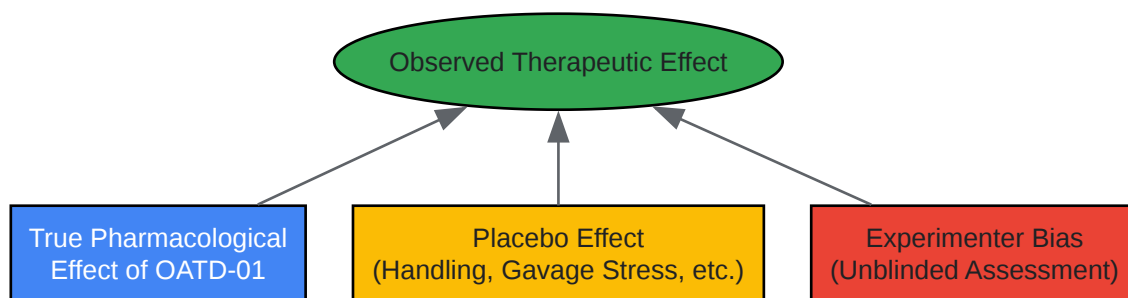 Observed Therapeutic Effect
True Pharmacological
Effect of OATD-01
Placebo Effect
(Handling, Gavage Stress, etc.)
Experimenter Bias
(Unblinded Assessment)